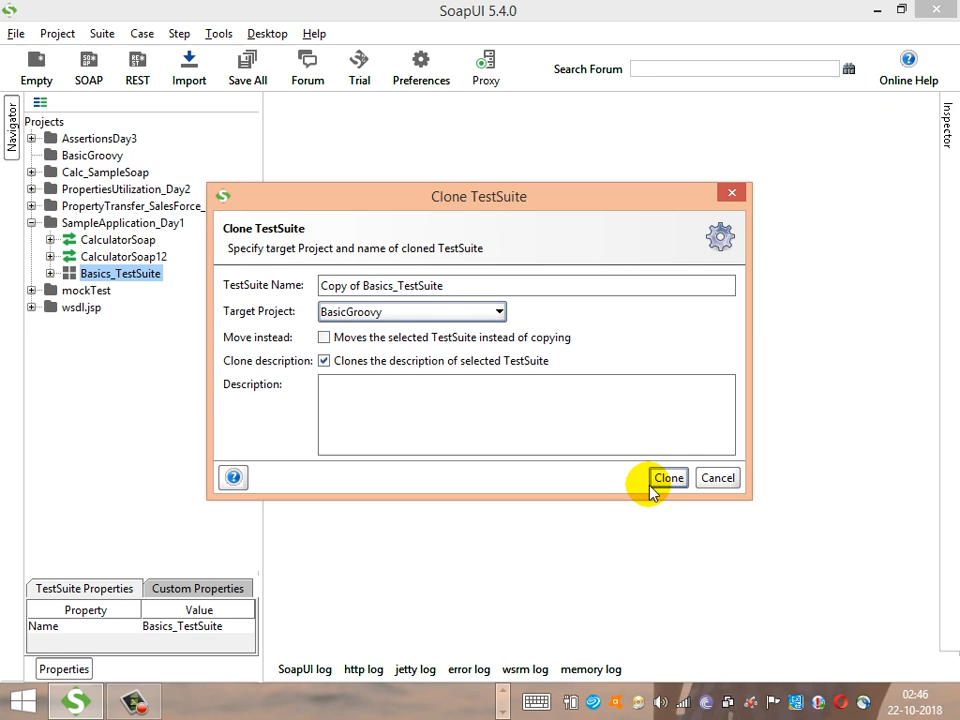 SoapUI 5.4.0
File Project Suite Case Step Tools Desktop Help
SO AP RE ST
Empty SOAP REST Import Save All Forum Trial Preferences Proxy Search Forum Online Help
Navigator
Inspector
Projects
AssertionsDay3
BasicGroovy
Calc_SampleSoap
PropertiesUtilization_Day2
PropertyTransfer_SalesForce_
SampleApplication_Day1
CalculatorSoap
CalculatorSoap12
Basics_TestSuite
mockTest
wsdl.jsp
Clone TestSuite
Clone TestSuite
Specify target Project and name of cloned TestSuite
TestSuite Name: Copy of Basics_TestSuite
Target Project: BasicGroovy
Move instead: Moves the selected TestSuite instead of copying
Clone description: Clones the description of selected TestSuite
Description:
Clone Cancel
TestSuite Properties Custom Properties
Property Value
Name Basics_TestSuite
Properties
SoapUI log http log jetty log error log wsrm log memory log
02:46
22-10-2018